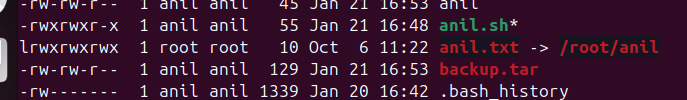 -rw-rw-r-- 1 anil anil 45 Jan 21 16:53 anil
-rwxrwxr-x 1 anil anil 55 Jan 21 16:48 anil.sh*
lrwxrwxrwx 1 root root 10 Oct 6 11:22 anil.txt -> /root/anil
-rw-rw-r-- 1 anil anil 129 Jan 21 16:53 backup.tar
-rw------- 1 anil anil 1339 Jan 20 16:42 .bash_history